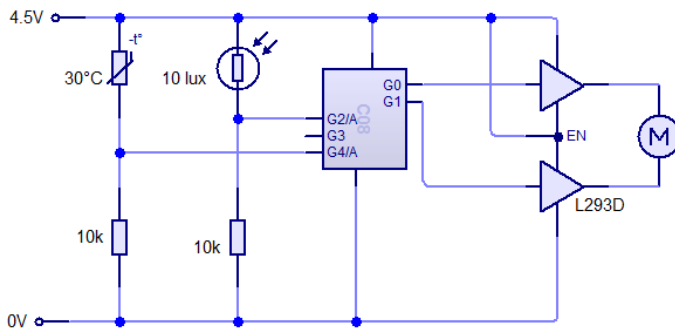 4.5V
-t°
30°C
10 lux
G0
G1
C08
G2/A
G3
G4/A
EN
M
L293D
10k
10k
0V